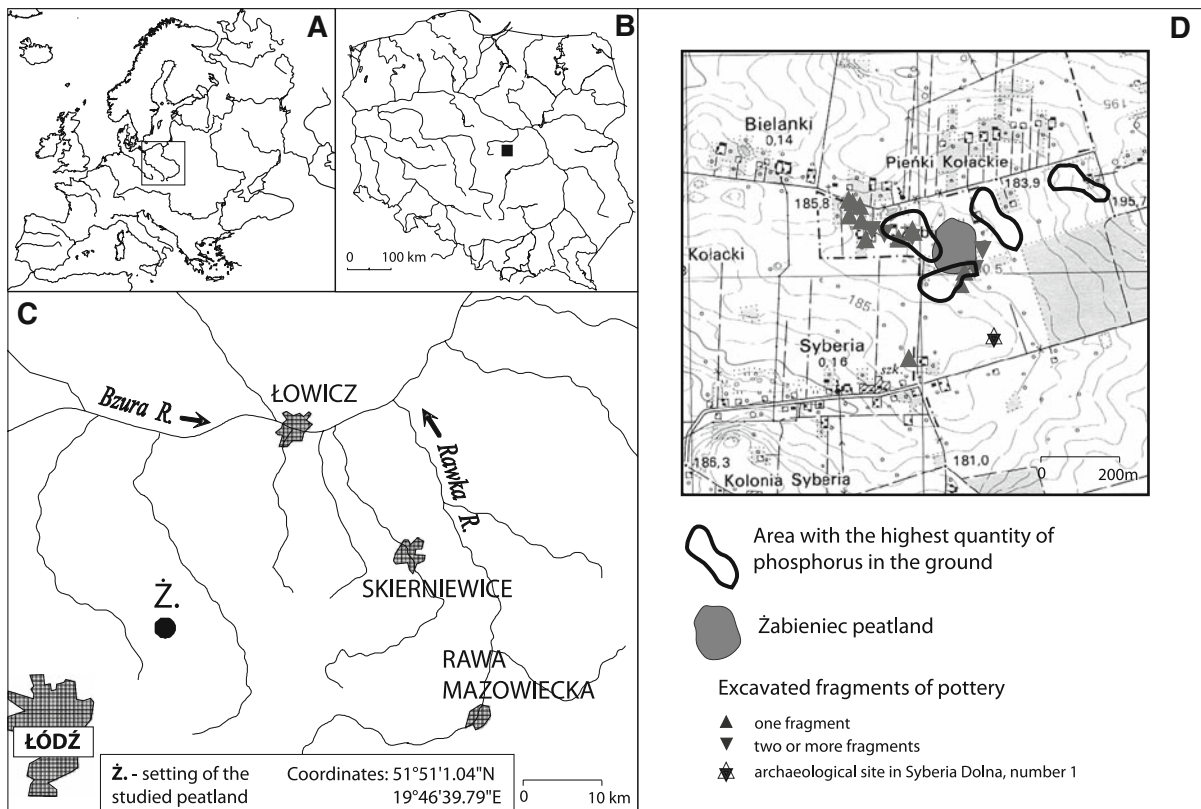 A
B
0 100 km
C
ŁOWICZ
Bzura R.
Rawka R.
SKIERNIEWICE
Ż.
RAWA
MAZOWIECKA
ŁÓDŹ
Ż. - setting of the
studied peatland
Coordinates: 51°51'1.04"N
19°46'39.79"E
0 10 km
D
195
Bielanki
0,14
Pieńki Kołackie
183,9
185,8
195,7
Kołacki
185
Syberia
0,16
szk.
186,3
181,0
Kolonia Syberia
0 200m
Area with the highest quantity of
phosphorus in the ground
Żabieniec peatland
Excavated fragments of pottery
one fragment
two or more fragments
archaeological site in Syberia Dolna, number 1